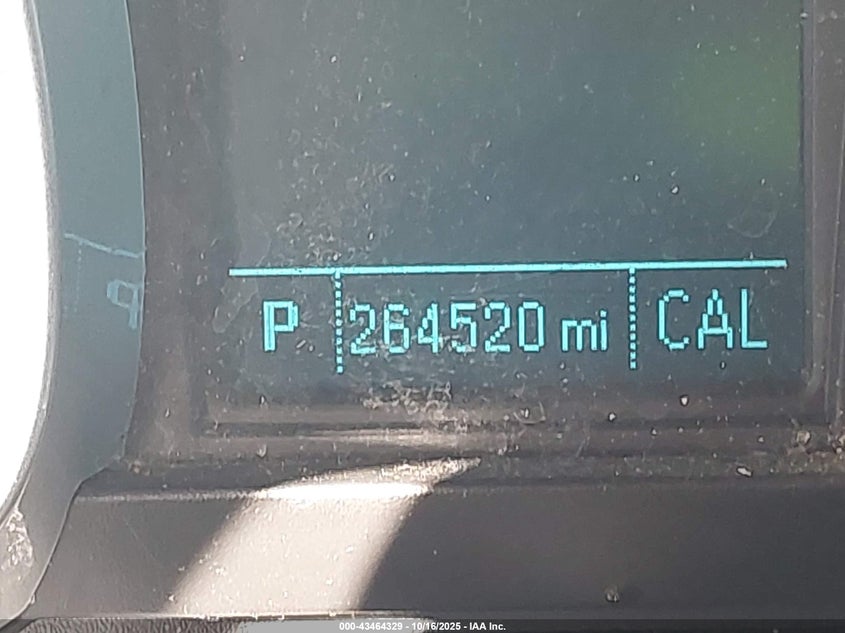 P 264520 mi CAL
000-43464329 - 10/16/2025 - IAA Inc.